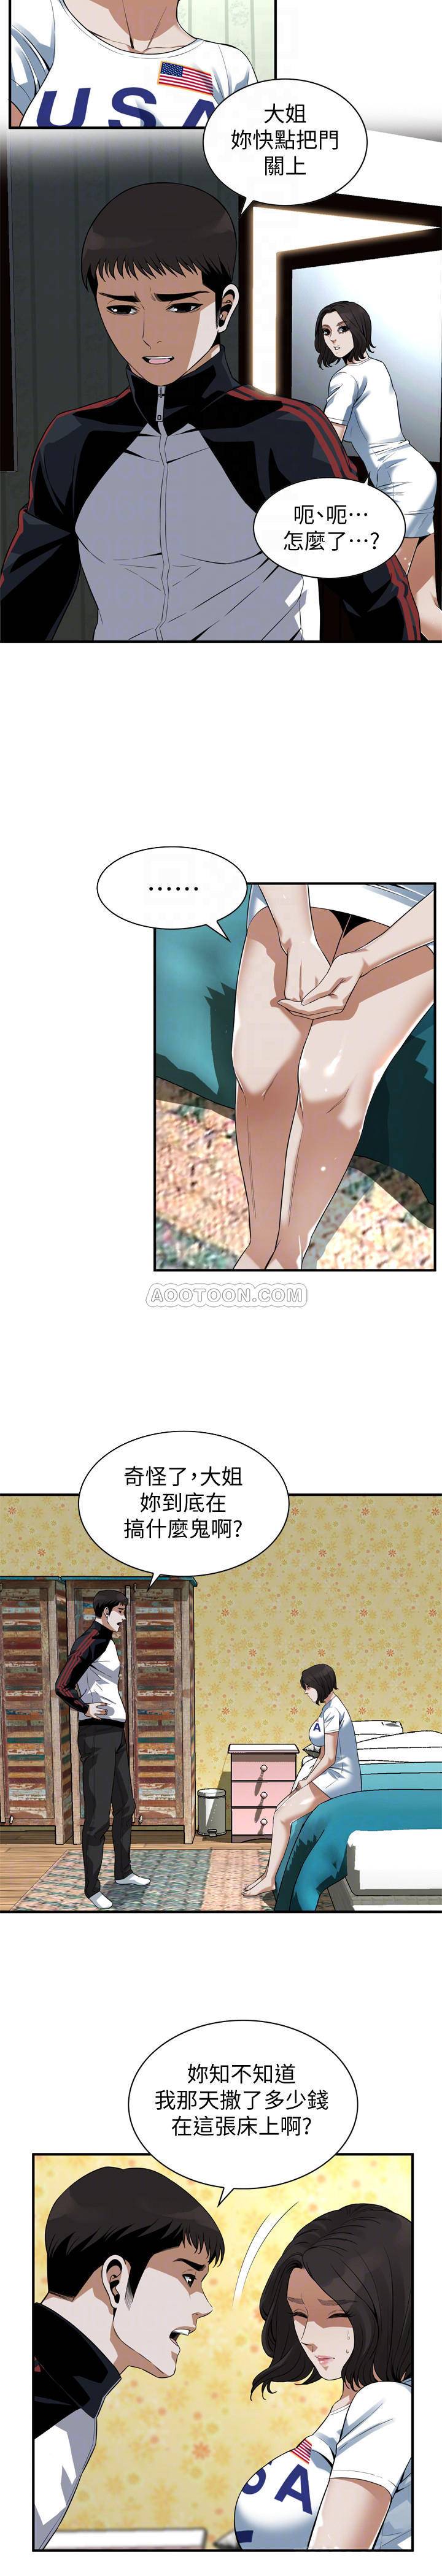 USA
大姐
妳快點把門
關上
呃、呃…
怎麼了…?
……
AOOTOON.COM
奇怪了,大姐
妳到底在
搞什麼鬼啊?
A
妳知不知道
我那天撒了多少錢
在這張床上啊?
SA